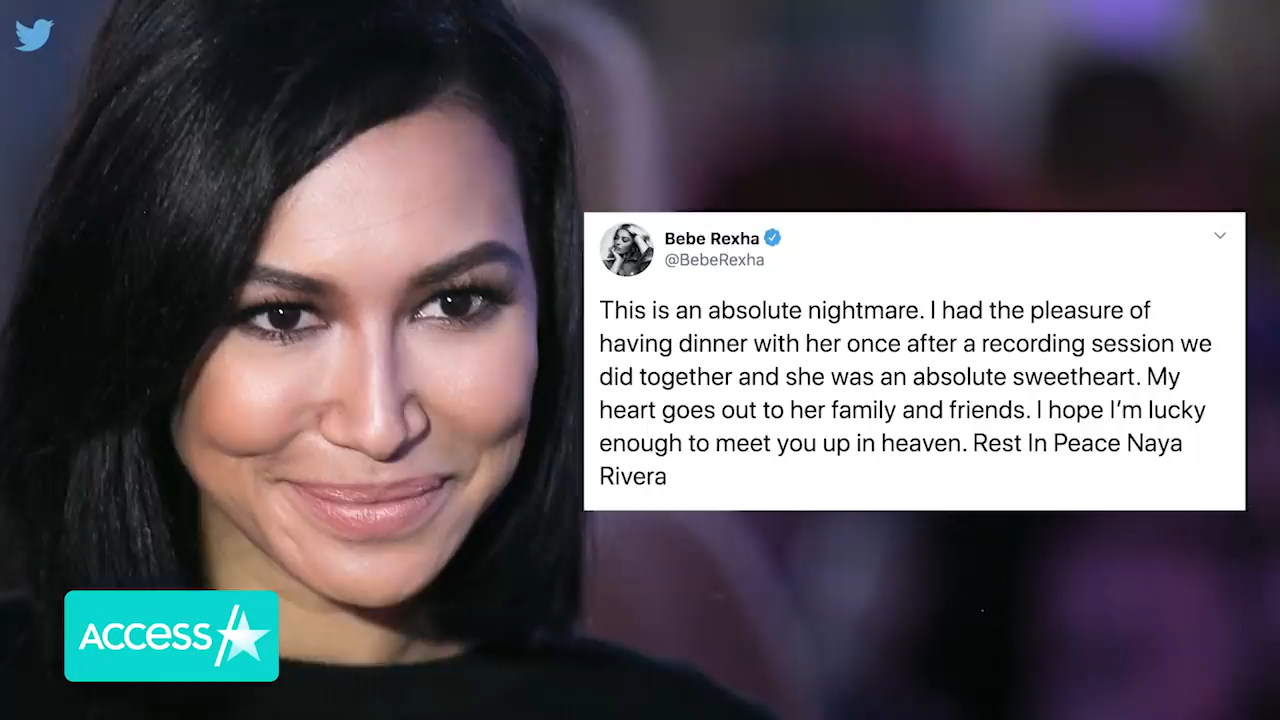 Bebe Rexha
@BebeRexha
This is an absolute nightmare. I had the pleasure of
having dinner with her once after a recording session we
did together and she was an absolute sweetheart. My
heart goes out to her family and friends. I hope I’m lucky
enough to meet you up in heaven. Rest In Peace Naya
Rivera
ACCESS